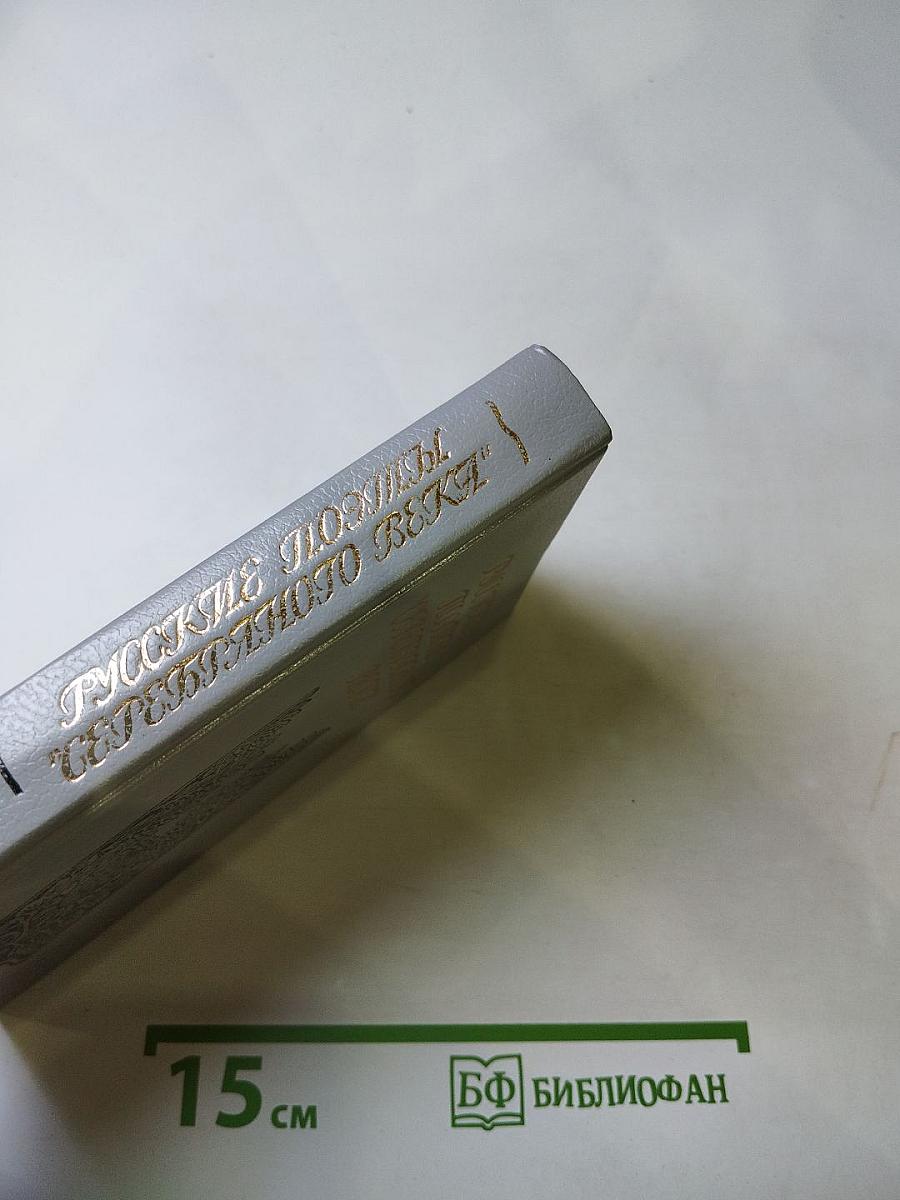 РУССКИЕ ПОЭТЫ
"СЕРЕБРЯНОГО ВЕКА"
15 см
БФ БИБЛИОФАН